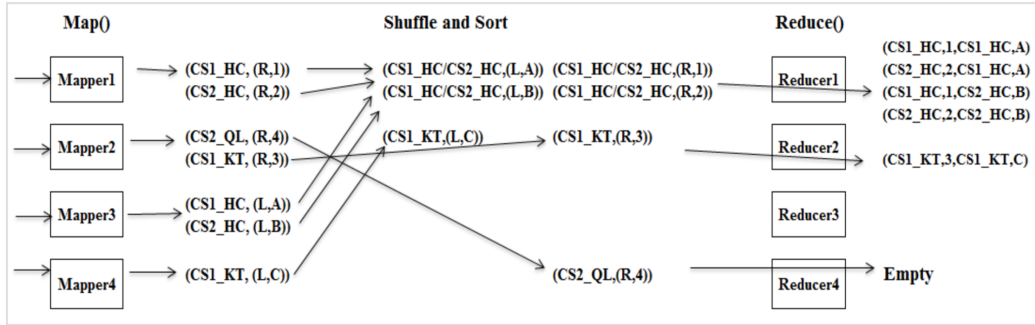 Map() Shuffle and Sort Reduce()
(CS1_HC,1,CS1_HC,A)
Mapper1 (CS1_HC, (R,1)) (CS1_HC/CS2_HC,(L,A)) (CS1_HC/CS2_HC,(R,1)) Reducer1 (CS2_HC,2,CS1_HC,A)
(CS2_HC, (R,2)) (CS1_HC/CS2_HC,(L,B)) (CS1_HC/CS2_HC,(R,2)) (CS1_HC,1,CS2_HC,B)
(CS2_HC,2,CS2_HC,B)
Mapper2 (CS2_QL, (R,4)) (CS1_KT,(L,C)) (CS1_KT,(R,3)) Reducer2
(CS1_KT, (R,3)) (CS1_KT,3,CS1_KT,C)
Mapper3 (CS1_HC, (L,A)) Reducer3
(CS2_HC, (L,B))
Mapper4 (CS1_KT, (L,C)) (CS2_QL,(R,4)) Reducer4 Empty